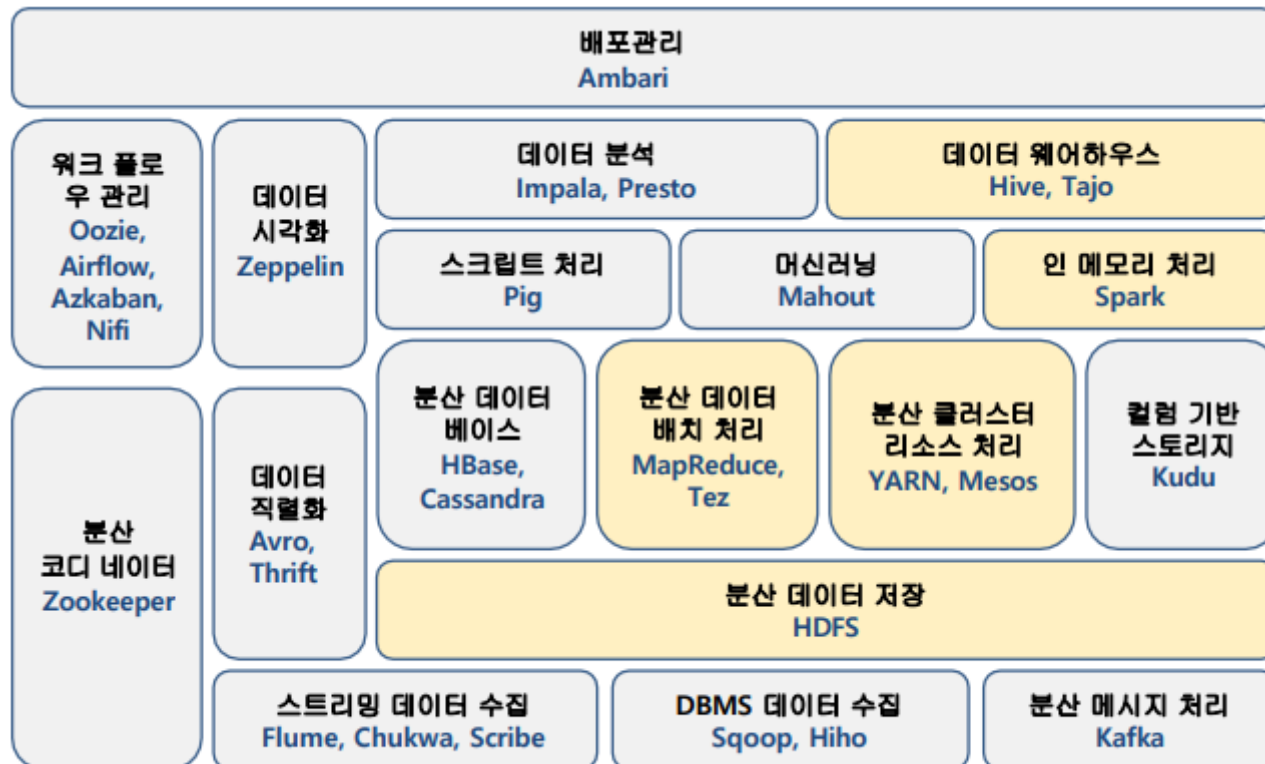 배포관리
Ambari
워크 플로
우 관리
Oozie,
Airflow,
Azkaban,
Nifi
데이터
시각화
Zeppelin
데이터 분석
Impala, Presto
데이터 웨어하우스
Hive, Tajo
스크립트 처리
Pig
머신러닝
Mahout
인 메모리 처리
Spark
분산
코디 네이터
Zookeeper
데이터
직렬화
Avro,
Thrift
분산 데이터
베이스
HBase,
Cassandra
분산 데이터
배치 처리
MapReduce,
Tez
분산 클러스터
리소스 처리
YARN, Mesos
컬럼 기반
스토리지
Kudu
분산 데이터 저장
HDFS
스트리밍 데이터 수집
Flume, Chukwa, Scribe
DBMS 데이터 수집
Sqoop, Hiho
분산 메시지 처리
Kafka